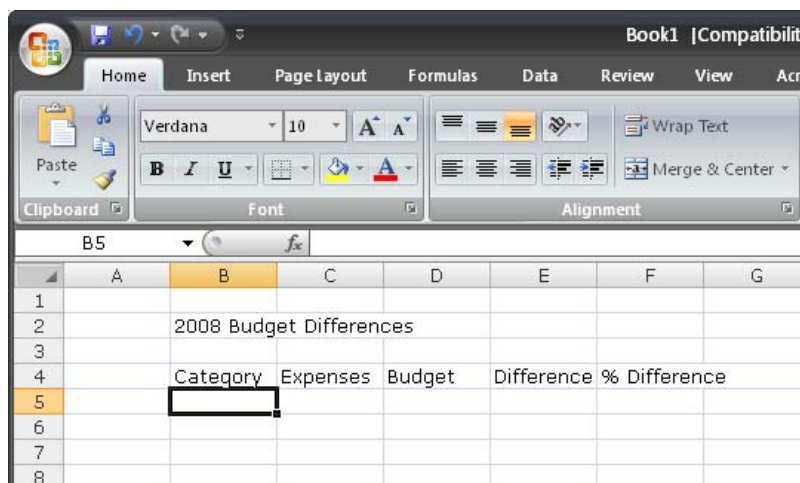 Book1 [Compatibilit
Home Insert Page Layout Formulas Data Review View Acr
Verdana 10 A A Wrap Text
Paste B I U A Merge & Center
Clipboard Font Alignment
B5 fx
A B C D E F G
1
2 2008 Budget Differences
3
4 Category Expenses Budget Difference % Difference
5
6
7
8